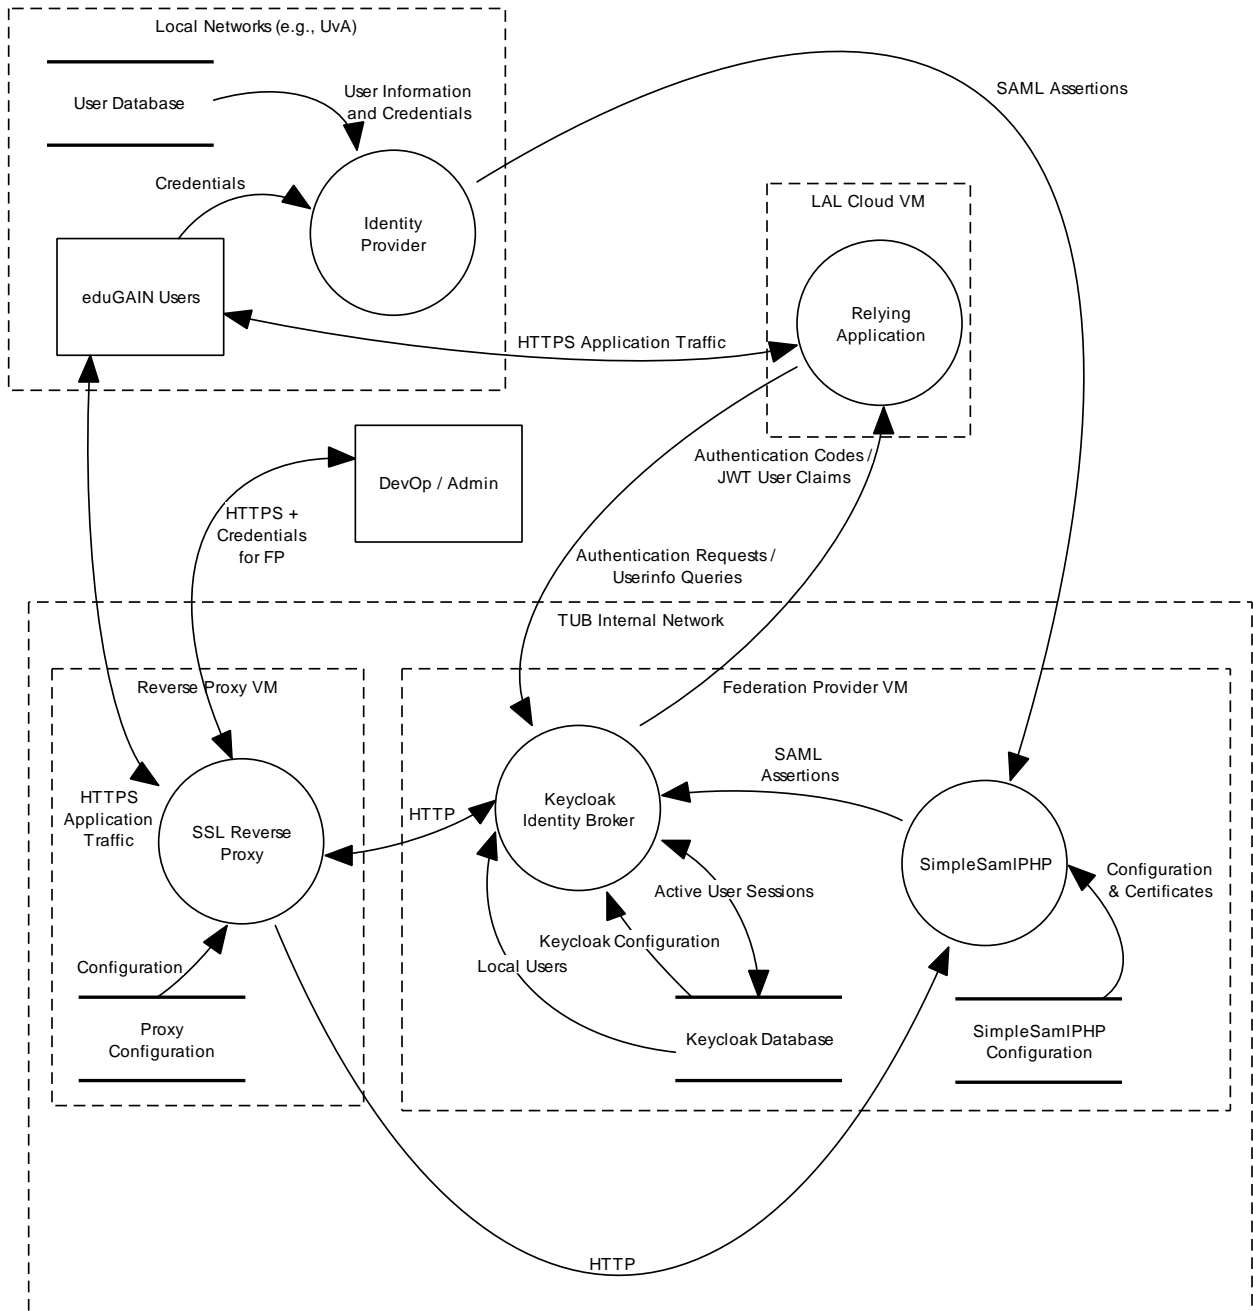 Local Networks (e.g., UvA)
User Database
User Information
and Credentials
SAML Assertions
Credentials
Identity
Provider
LAL Cloud VM
eduGAIN Users
Relying
Application
HTTPS Application Traffic
DevOp / Admin
Authentication Codes /
JWT User Claims
HTTPS +
Credentials
for FP
Authentication Requests /
Userinfo Queries
TUB Internal Network
Reverse Proxy VM
Federation Provider VM
SAML
Assertions
HTTPS
Application
Traffic
SSL Reverse
Proxy
HTTP
Keycloak
Identity Broker
SimpleSamlPHP
Configuration
& Certificates
Active User Sessions
Keycloak Configuration
Local Users
Configuration
Proxy
Configuration
Keycloak Database
SimpleSamlPHP
Configuration
HTTP